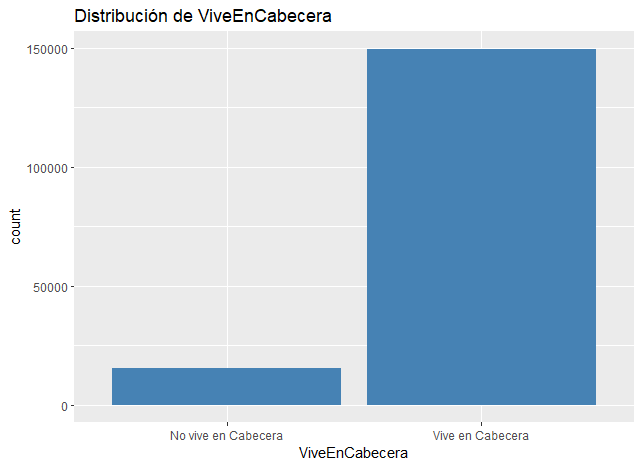 Distribución de ViveEnCabecera
150000
100000
50000
0
count
No vive en Cabecera
Vive en Cabecera
ViveEnCabecera